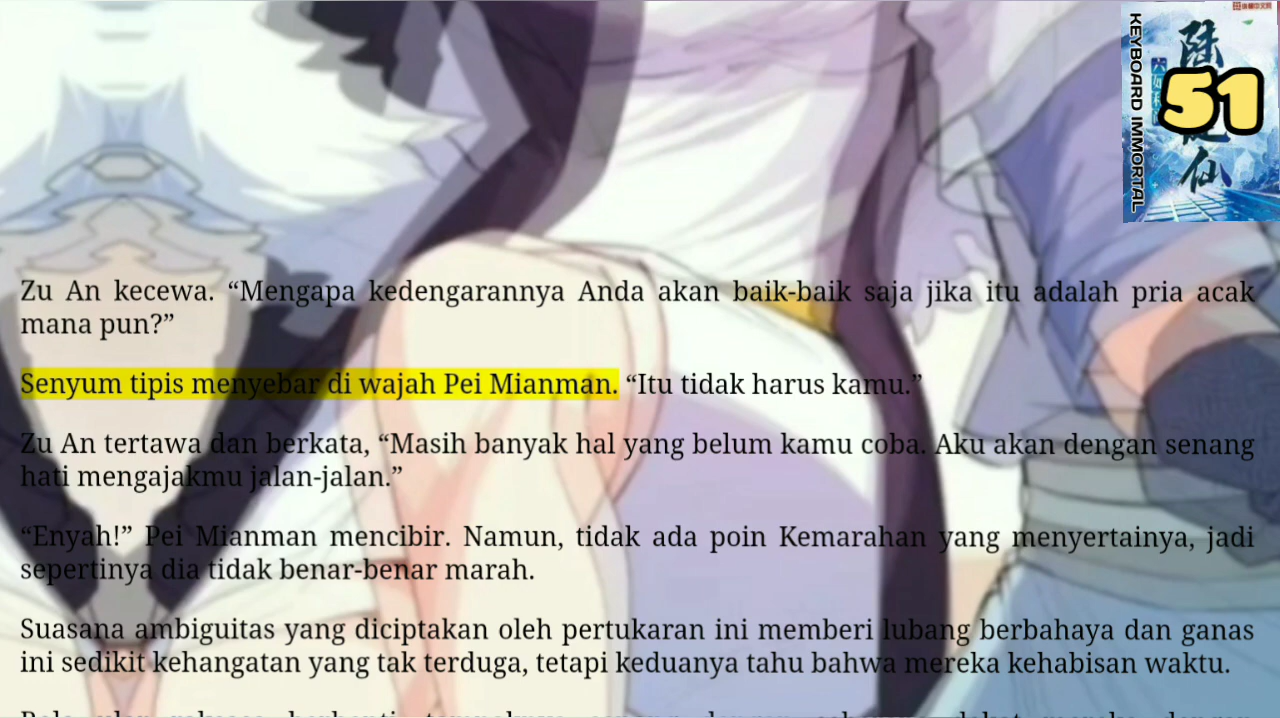 KEYBOARD IMMORTAL
51
Zu An kecewa. “Mengapa kedengarannya Anda akan baik-baik saja jika itu adalah pria acak
mana pun?”
Senyum tipis menyebar di wajah Pei Mianman. “Itu tidak harus kamu.”
Zu An tertawa dan berkata, “Masih banyak hal yang belum kamu coba. Aku akan dengan senang
hati mengajakmu jalan-jalan.”
“Enyah!” Pei Mianman mencibir. Namun, tidak ada poin Kemarahan yang menyertainya, jadi
sepertinya dia tidak benar-benar marah.
Suasana ambiguitas yang diciptakan oleh pertukaran ini memberi lubang berbahaya dan ganas
ini sedikit kehangatan yang tak terduga, tetapi keduanya tahu bahwa mereka kehabisan waktu.